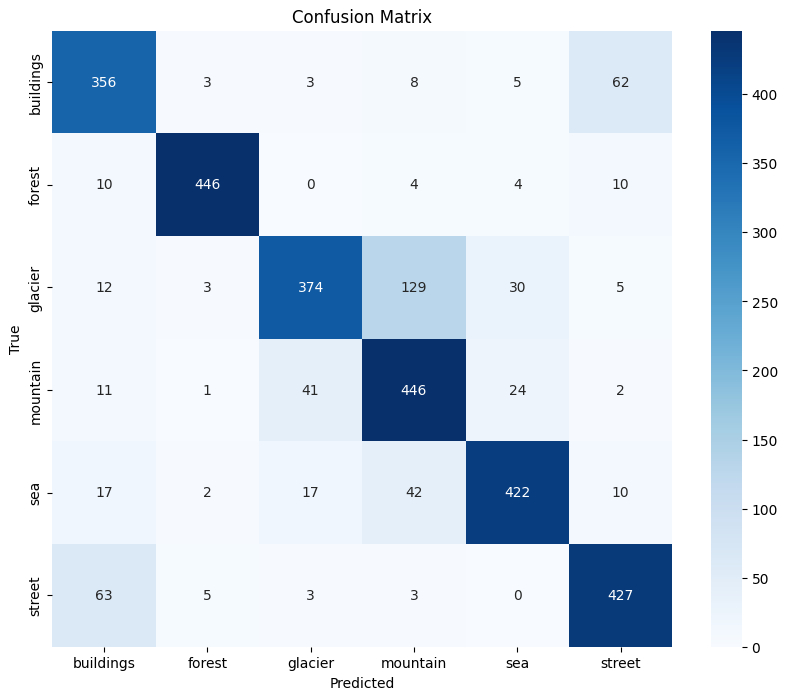 Confusion Matrix
buildings 356 3 3 8 5 62
forest 10 446 0 4 4 10
glacier 12 3 374 129 30 5
mountain 11 1 41 446 24 2
sea 17 2 17 42 422 10
street 63 5 3 3 0 427
True
buildings forest glacier mountain sea street
Predicted
400
350
300
250
200
150
100
50
0